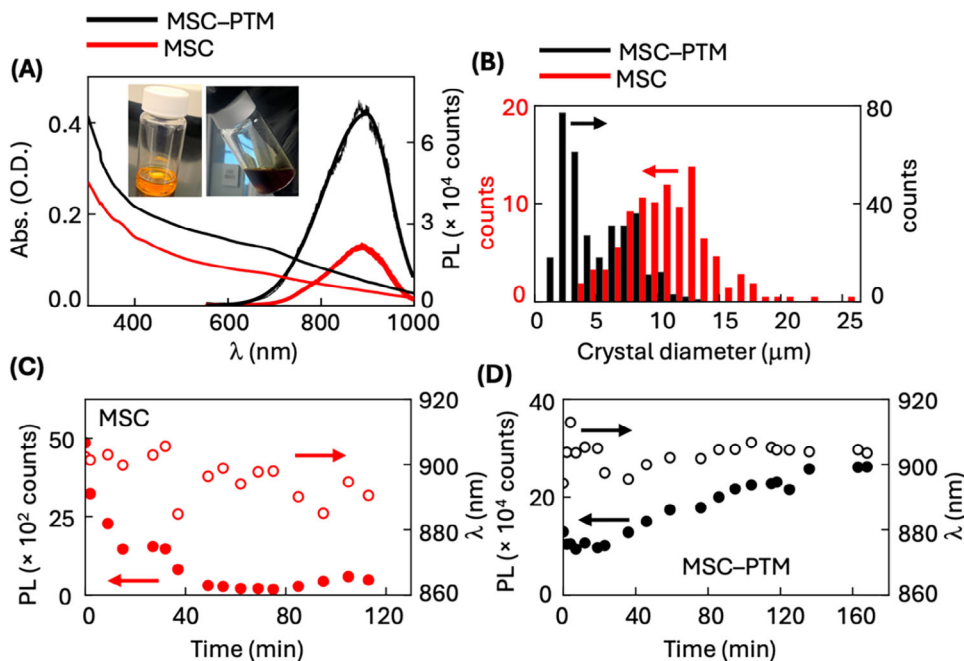 MSC–PTM
MSC
(A)
Abs. (O.D.)
0.4
0.2
0.0
400
600
800
1000
λ (nm)
7
3
0
PL (× 10⁴ counts)
MSC–PTM
MSC
(B)
counts
20
10
0
0
5
10
15
20
25
Crystal diameter (μm)
80
40
0
counts
(C)
MSC
PL (× 10² counts)
50
25
0
0
40
80
120
Time (min)
920
900
880
860
λ (nm)
(D)
PL (× 10⁴ counts)
40
20
0
MSC–PTM
0
40
80
120
160
Time (min)
920
900
880
860
λ (nm)